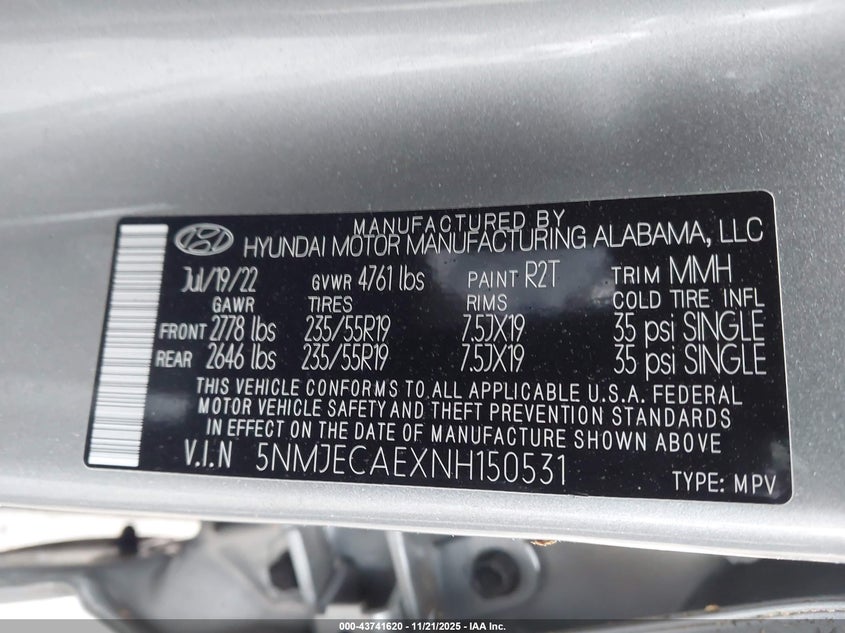 MANUFACTURED BY
HYUNDAI MOTOR MANUFACTURING ALABAMA, LLC
Jul/19/22 GVWR 4761 lbs PAINT R2T TRIM MMH
GAWR TIRES RIMS COLD TIRE INFL
FRONT 2778 lbs 235/55R19 7.5JX19 35 psi SINGLE
REAR 2646 lbs 235/55R19 7.5JX19 35 psi SINGLE
THIS VEHICLE CONFORMS TO ALL APPLICABLE U.S.A. FEDERAL
MOTOR VEHICLE SAFETY AND THEFT PREVENTION STANDARDS
IN EFFECT ON THE DATE OF MANUFACTURE SHOWN ABOVE
V.I.N 5NMJECAEXNH150531
TYPE: MPV
000-43741620 - 11/21/2025 - IAA Inc.